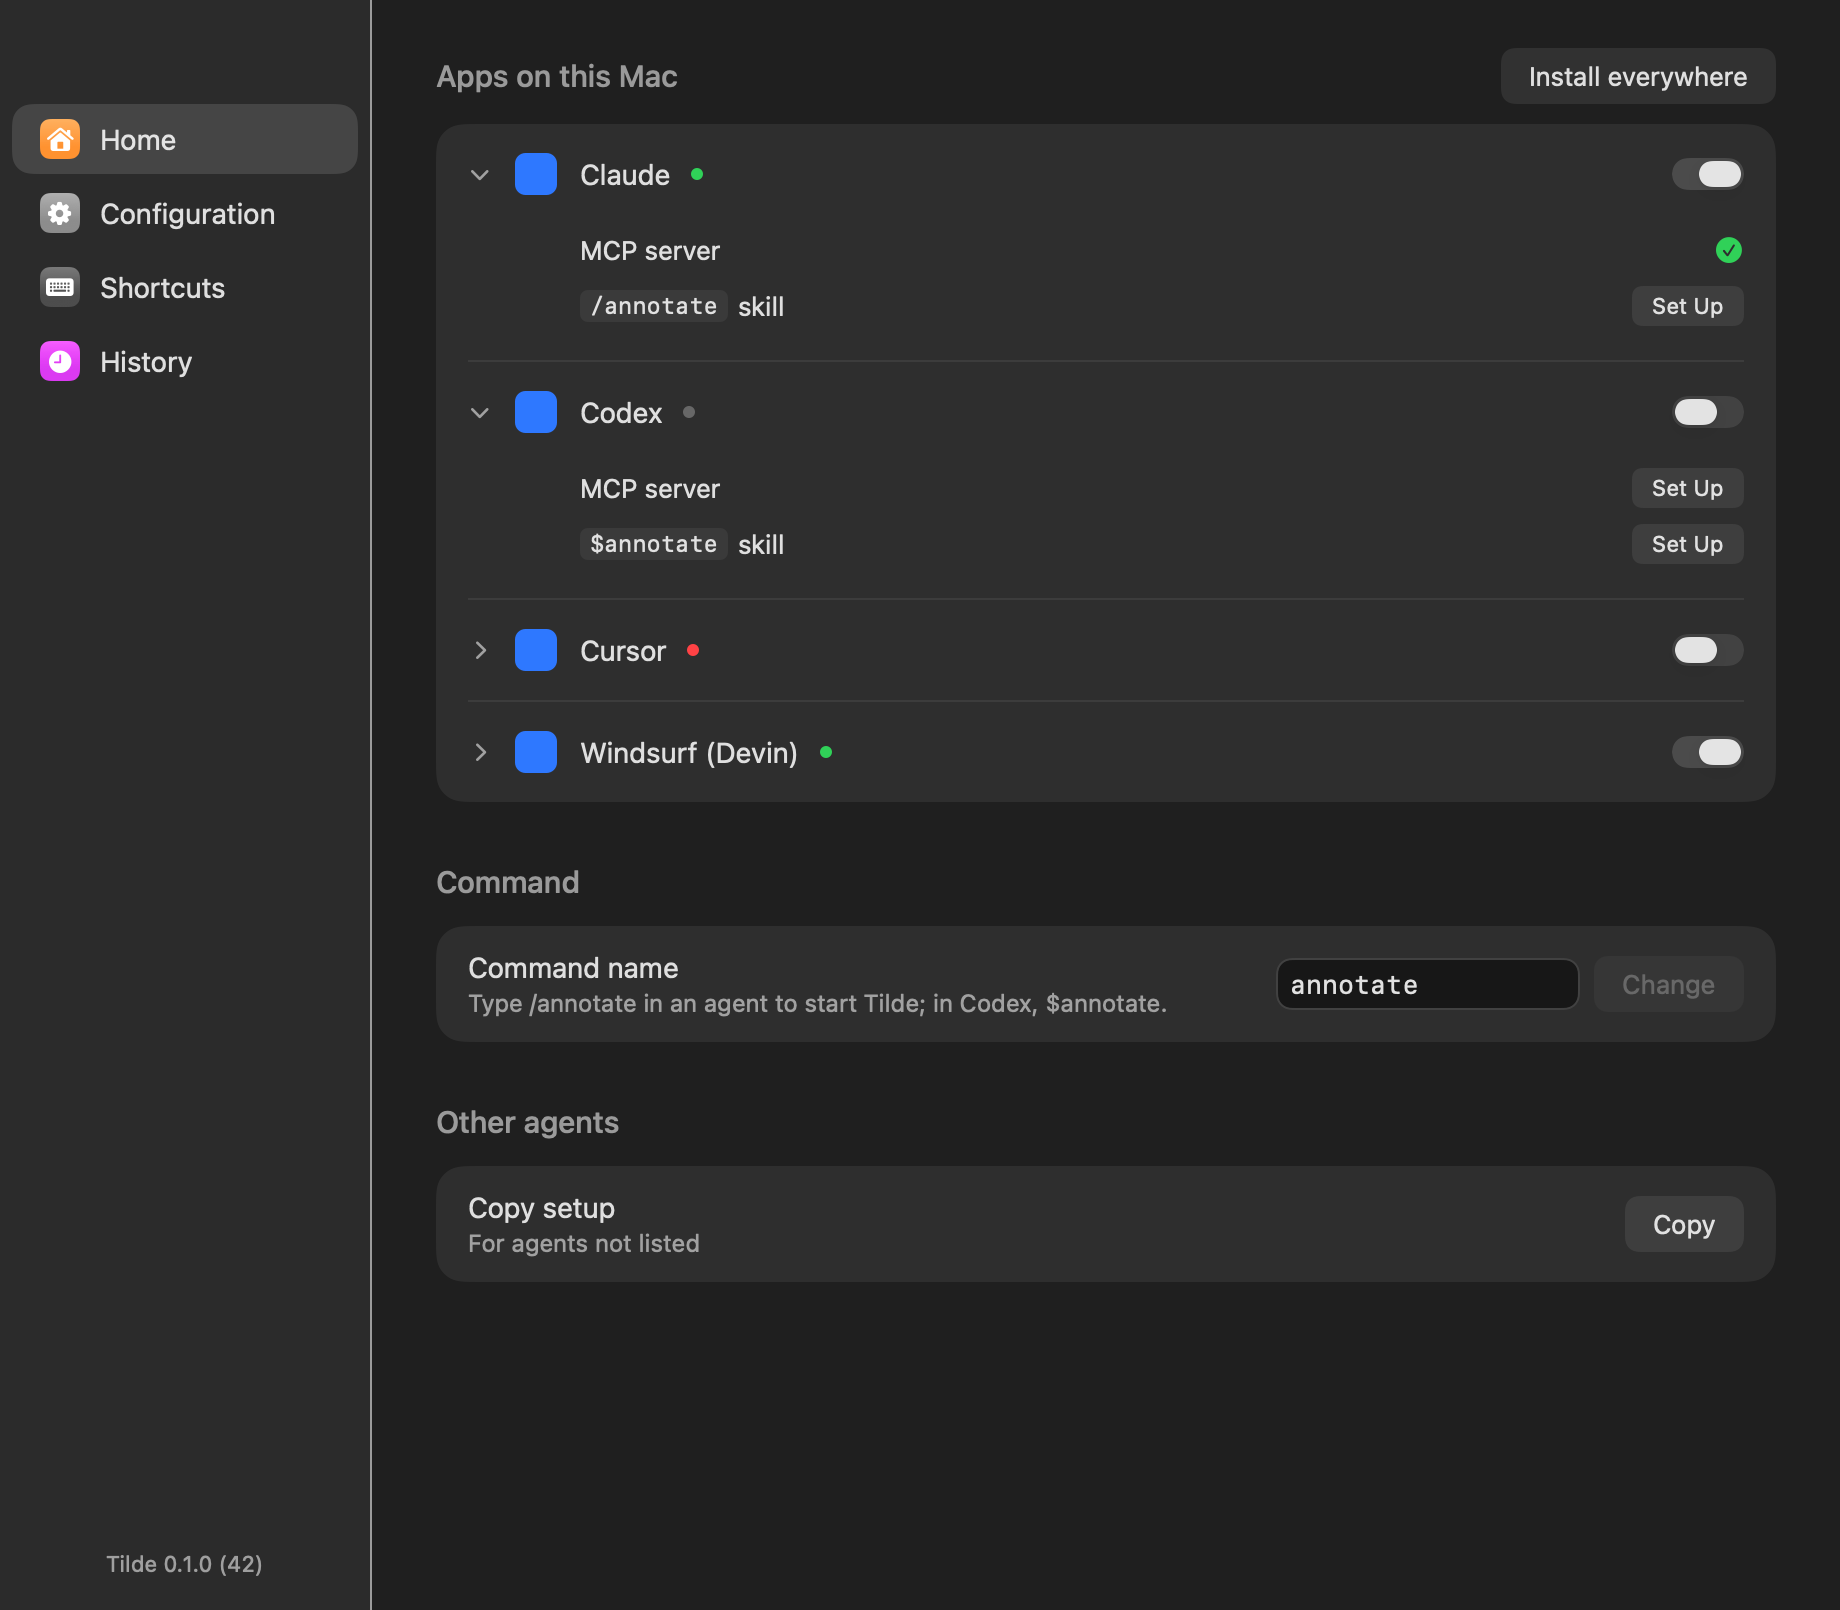 Home
Configuration
Shortcuts
History
Tilde 0.1.0 (42)
Apps on this Mac
Install everywhere
Claude
MCP server
/annotate skill
Set Up
Codex
MCP server
Set Up
$annotate skill
Set Up
Cursor
Windsurf (Devin)
Command
Command name
Type /annotate in an agent to start Tilde; in Codex, $annotate.
annotate
Change
Other agents
Copy setup
For agents not listed
Copy